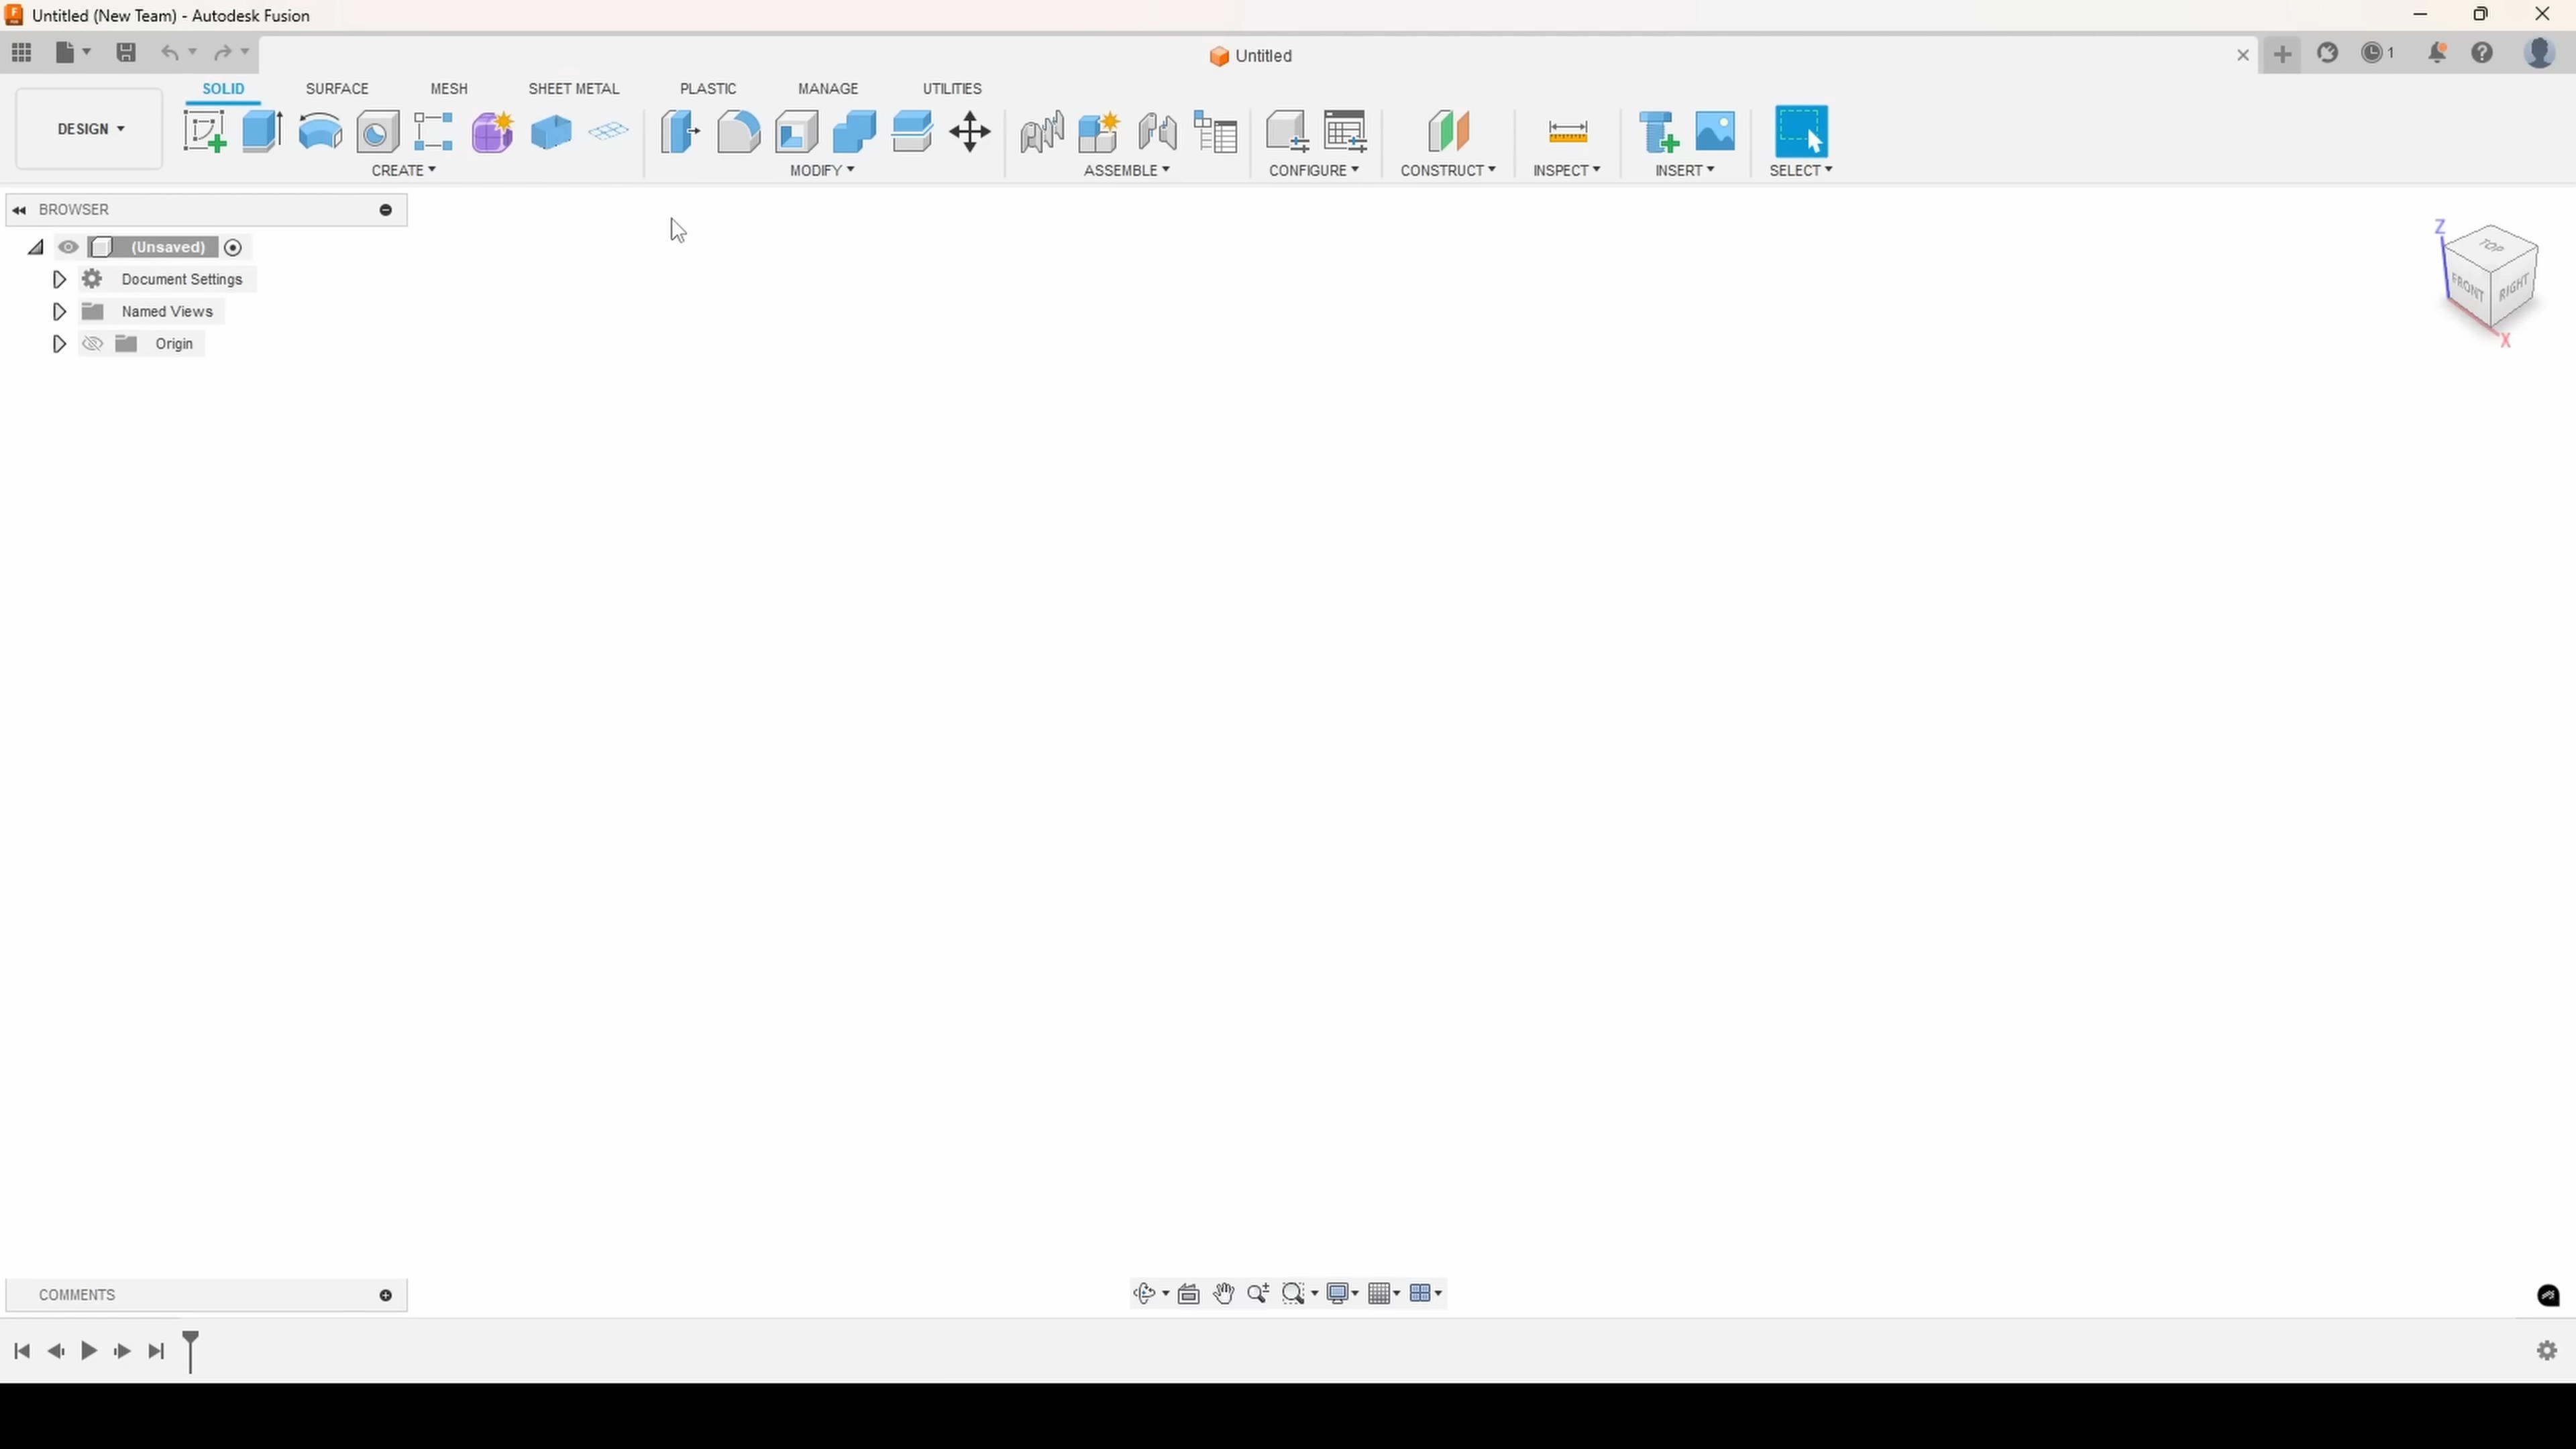 Untitled (New Team) - Autodesk Fusion
Untitled
1
DESIGN
SOLID
SURFACE
MESH
SHEET METAL
PLASTIC
MANAGE
UTILITIES
CREATE
MODIFY
ASSEMBLE
CONFIGURE
CONSTRUCT
INSPECT
INSERT
SELECT
BROWSER
(Unsaved)
Document Settings
Named Views
Origin
Z
TOP
FRONT
RIGHT
X
COMMENTS